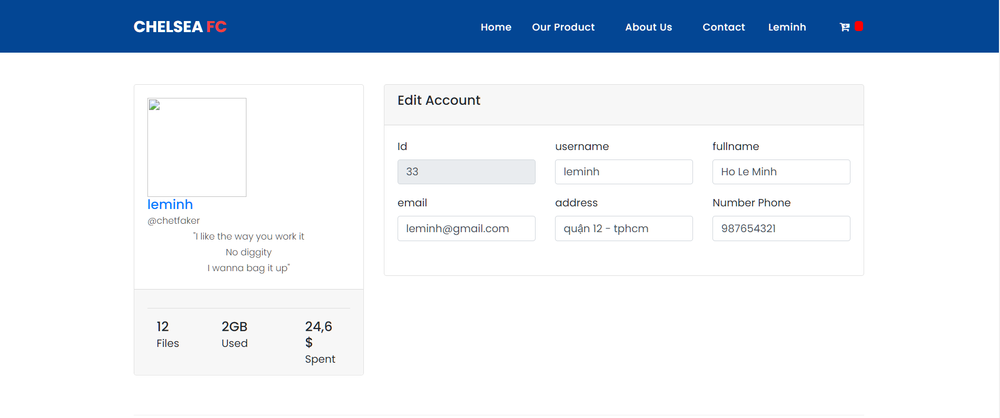 CHELSEA FC
Home Our Product About Us Contact Leminh
leminh
@chetfaker
"I like the way you work it
No diggity
I wanna bag it up"
12
Files
2GB
Used
24,6
$
Spent
Edit Account
Id
33
username
leminh
fullname
Ho Le Minh
email
leminh@gmail.com
address
quận 12 - tphcm
Number Phone
987654321